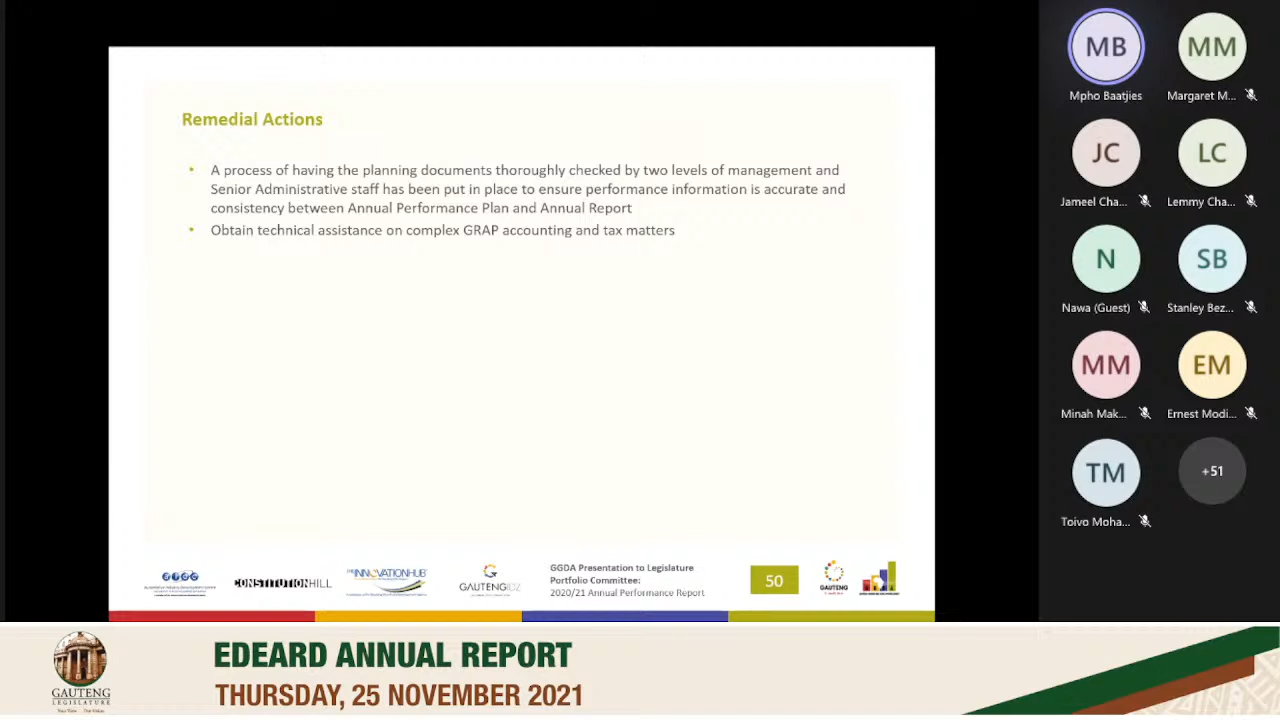 Remedial Actions
• A process of having the planning documents thoroughly checked by two levels of management and
Senior Administrative staff has been put in place to ensure performance information is accurate and
consistency between Annual Performance Plan and Annual Report
• Obtain technical assistance on complex GRAP accounting and tax matters
CONSTITUTIONHILL
THE INNOVATIONHUB
GAUTENGIDZ
GGDA Presentation to Legislature
Portfolio Committee:
2020/21 Annual Performance Report
50
MB
Mpho Baatjies
MM
Margaret M...
JC
Jameel Cha...
LC
Lemmy Cha...
N
Nawa (Guest)
SB
Stanley Bez...
MM
Minah Mak...
EM
Ernest Modi...
TM
Toivo Moha...
+51
GAUTENG
LEGISLATURE
EDEARD ANNUAL REPORT
THURSDAY, 25 NOVEMBER 2021